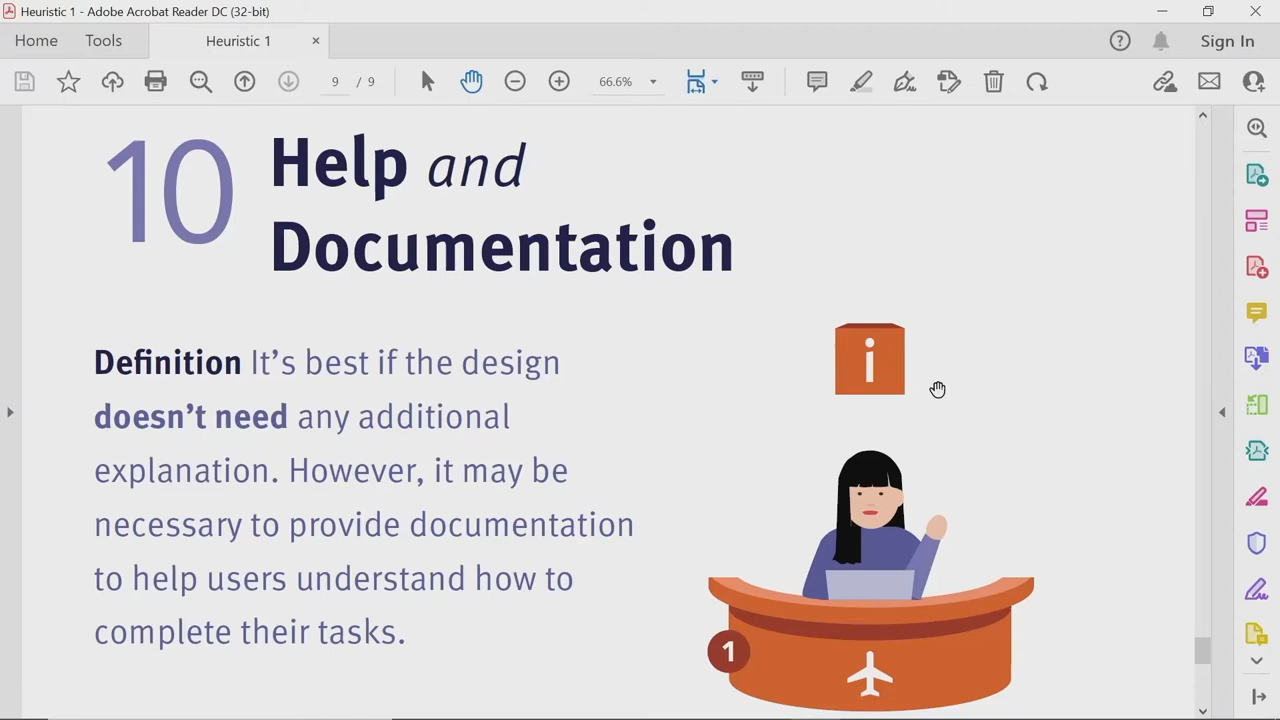 Heuristic 1 - Adobe Acrobat Reader DC (32-bit)
Home Tools Heuristic 1 Sign In
9 / 9 66.6%
10 Help and
Documentation
Definition It's best if the design
doesn't need any additional
explanation. However, it may be
necessary to provide documentation
to help users understand how to
complete their tasks.
i
1